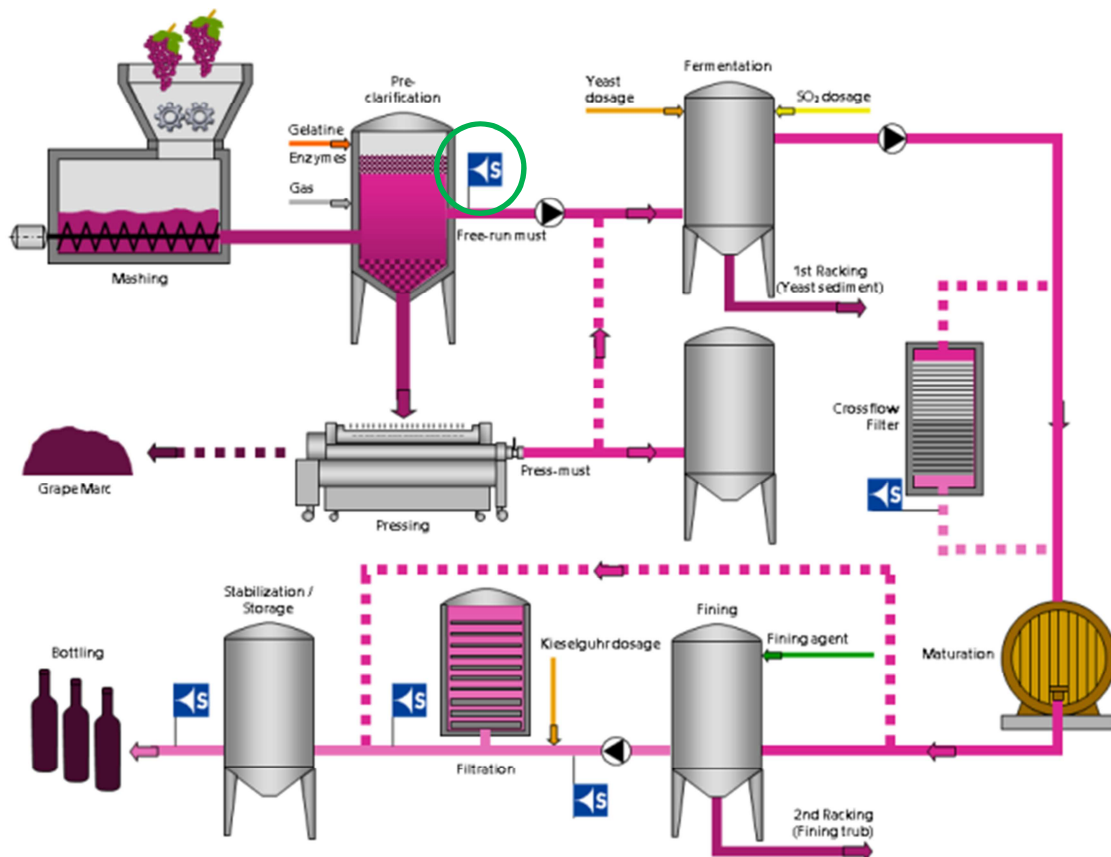 Pre-
clarification
Fermentation
Yeast
dosage
SO₂ dosage
Gelatine
Enzymes
Gas
S
Free-run must
Mashing
1st Racking
(Yeast sediment)
Crossflow
Filter
S
Press-must
Grape Marc
Pressing
Stabilization /
Storage
Fining
Kieselguhr dosage
Fining agent
Bottling
Maturation
S
S
Filtration
S
2nd Racking
(Fining trub)